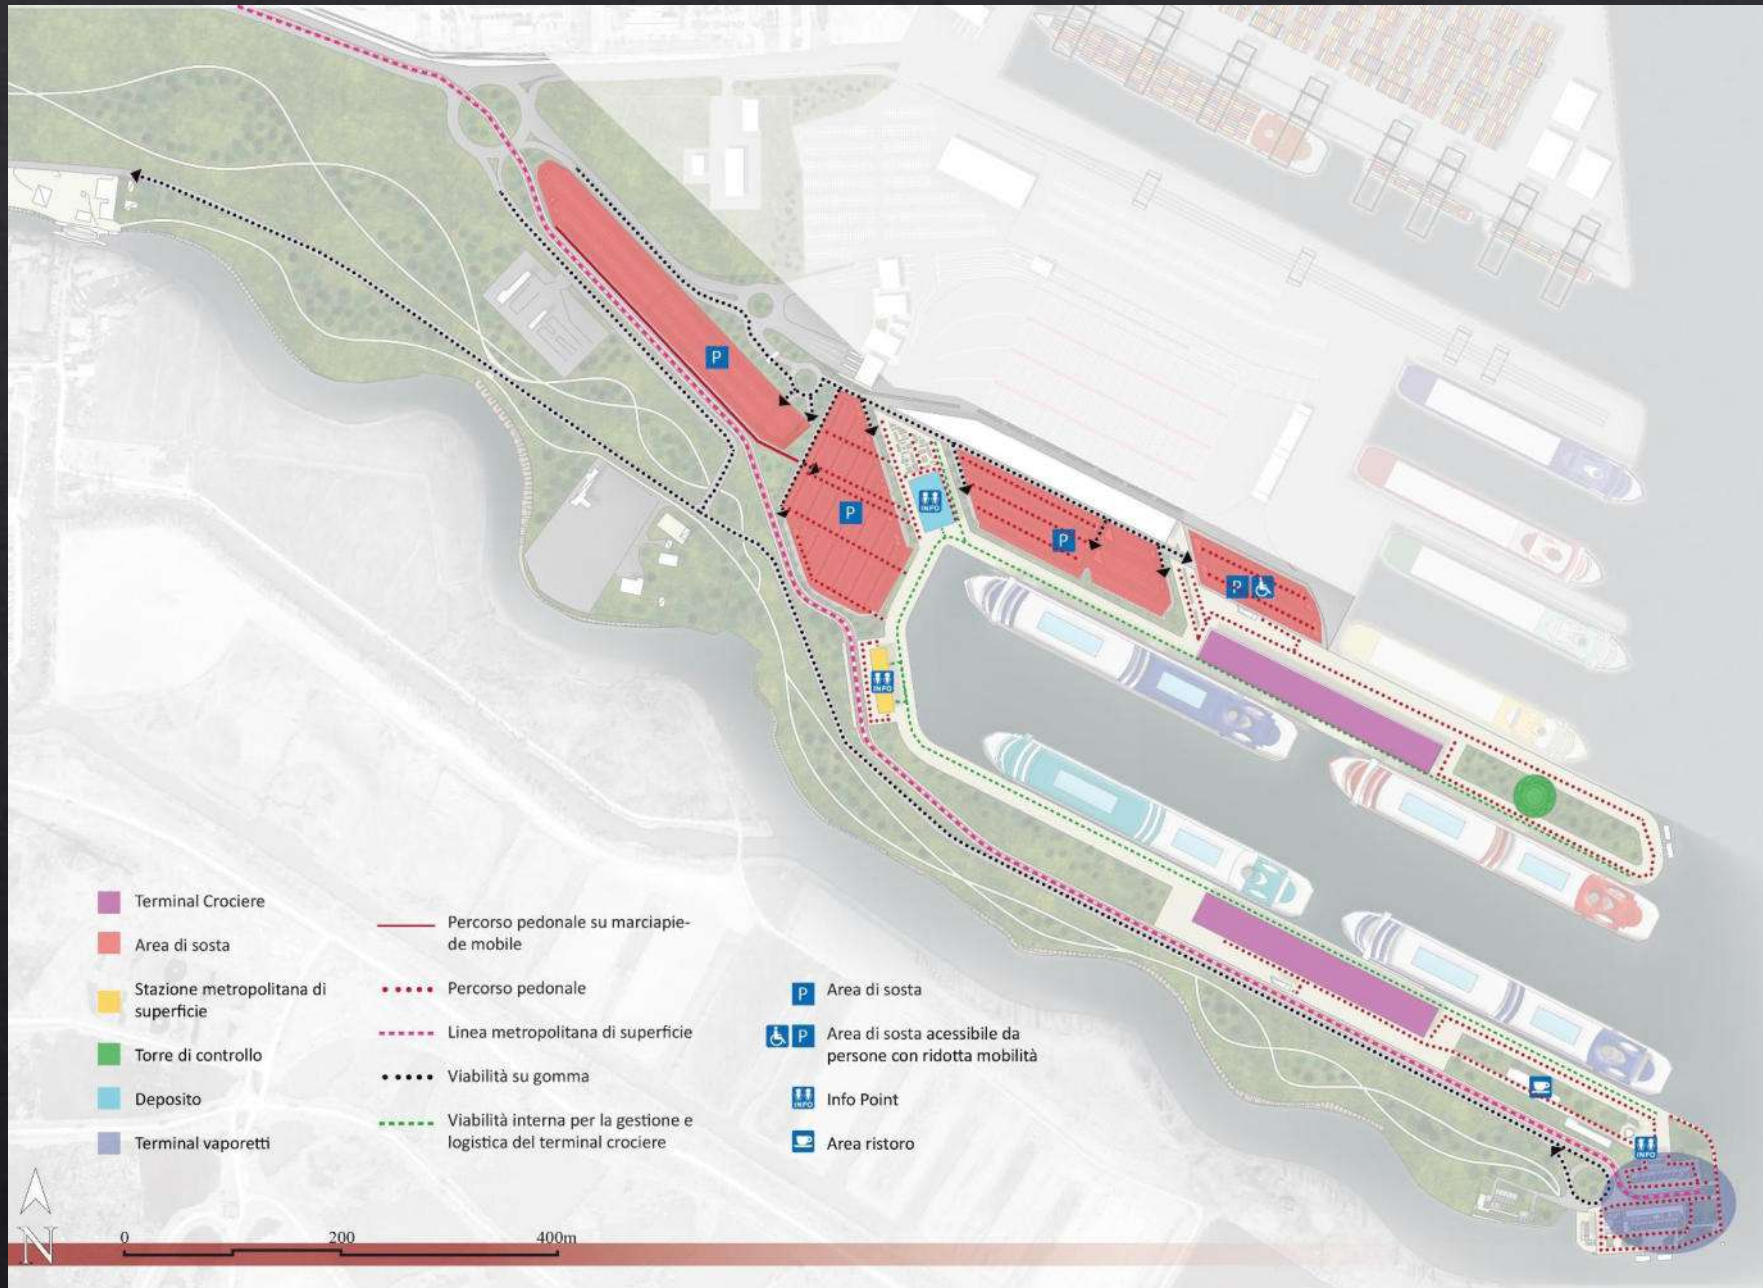 P
P
P
P
INFO
INFO
INFO
Terminal Crociere
Area di sosta
Stazione metropolitana di
superficie
Torre di controllo
Deposito
Terminal vaporetti
Percorso pedonale su marciapie-
de mobile
Percorso pedonale
Linea metropolitana di superficie
Viabilità su gomma
Viabilità interna per la gestione e
logistica del terminal crociere
P
Area di sosta
P
Area di sosta acessibile da
persone con ridotta mobilità
INFO
Info Point
Area ristoro
N
0 200 400m